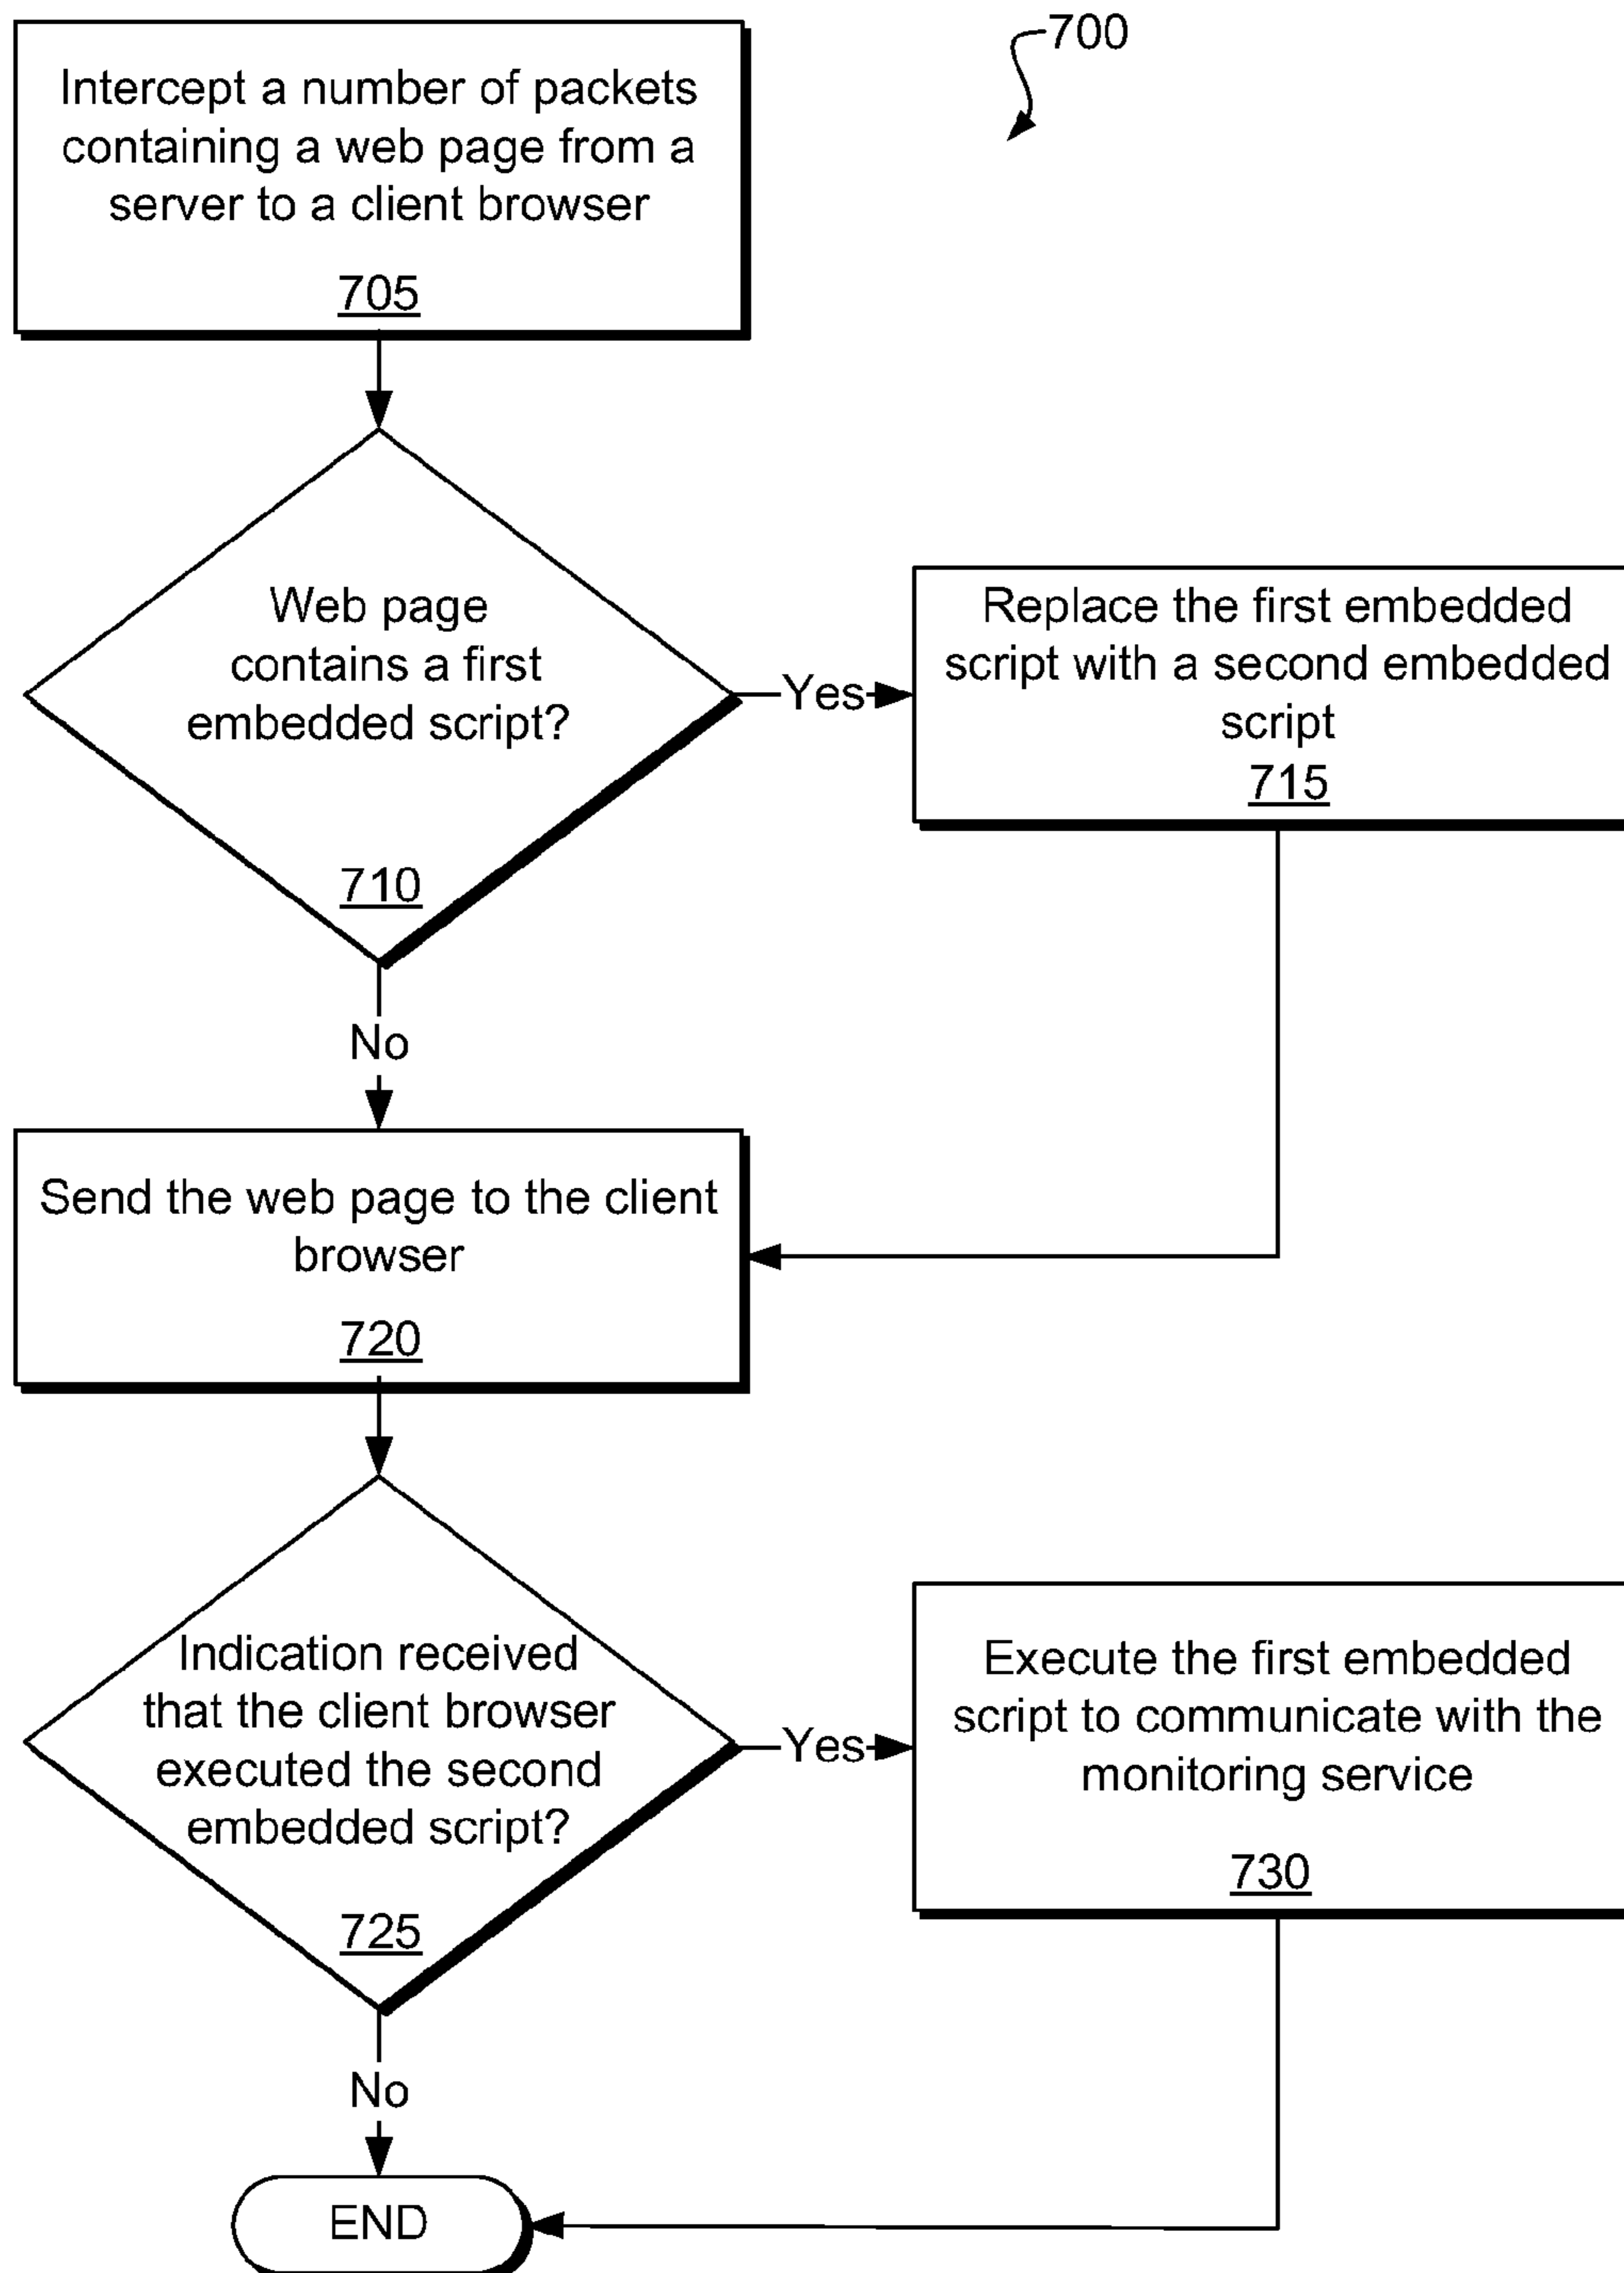 700
Intercept a number of packets
containing a web page from a
server to a client browser
705
Web page
contains a first
embedded script?
710
Yes
Replace the first embedded
script with a second embedded
script
715
No
Send the web page to the client
browser
720
Indication received
that the client browser
executed the second
embedded script?
725
Yes
Execute the first embedded
script to communicate with the
monitoring service
730
No
END